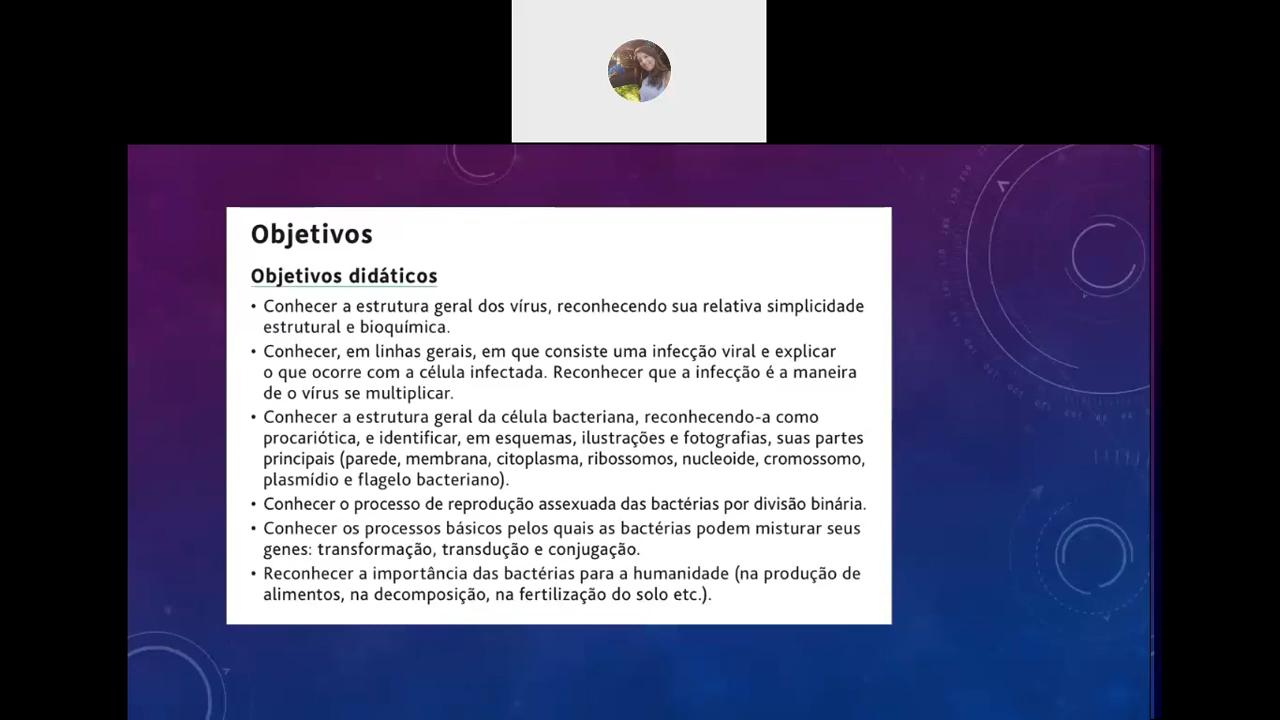 Objetivos
Objetivos didáticos
• Conhecer a estrutura geral dos vírus, reconhecendo sua relativa simplicidade
estrutural e bioquímica.
• Conhecer, em linhas gerais, em que consiste uma infecção viral e explicar
o que ocorre com a célula infectada. Reconhecer que a infecção é a maneira
de o vírus se multiplicar.
• Conhecer a estrutura geral da célula bacteriana, reconhecendo-a como
procariótica, e identificar, em esquemas, ilustrações e fotografias, suas partes
principais (parede, membrana, citoplasma, ribossomos, nucleoide, cromossomo,
plasmídio e flagelo bacteriano).
• Conhecer o processo de reprodução assexuada das bactérias por divisão binária.
• Conhecer os processos básicos pelos quais as bactérias podem misturar seus
genes: transformação, transdução e conjugação.
• Reconhecer a importância das bactérias para a humanidade (na produção de
alimentos, na decomposição, na fertilização do solo etc.).